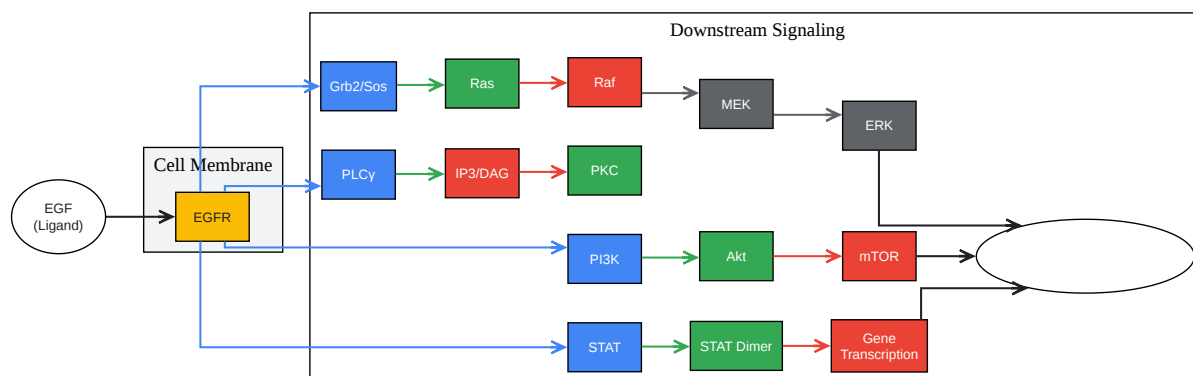 Downstream Signaling
Grb2/Sos
Ras
Raf
MEK
ERK
Cell Membrane
PLCγ
IP3/DAG
PKC
EGF
(Ligand)
EGFR
PI3K
Akt
mTOR
STAT
STAT Dimer
Gene
Transcription